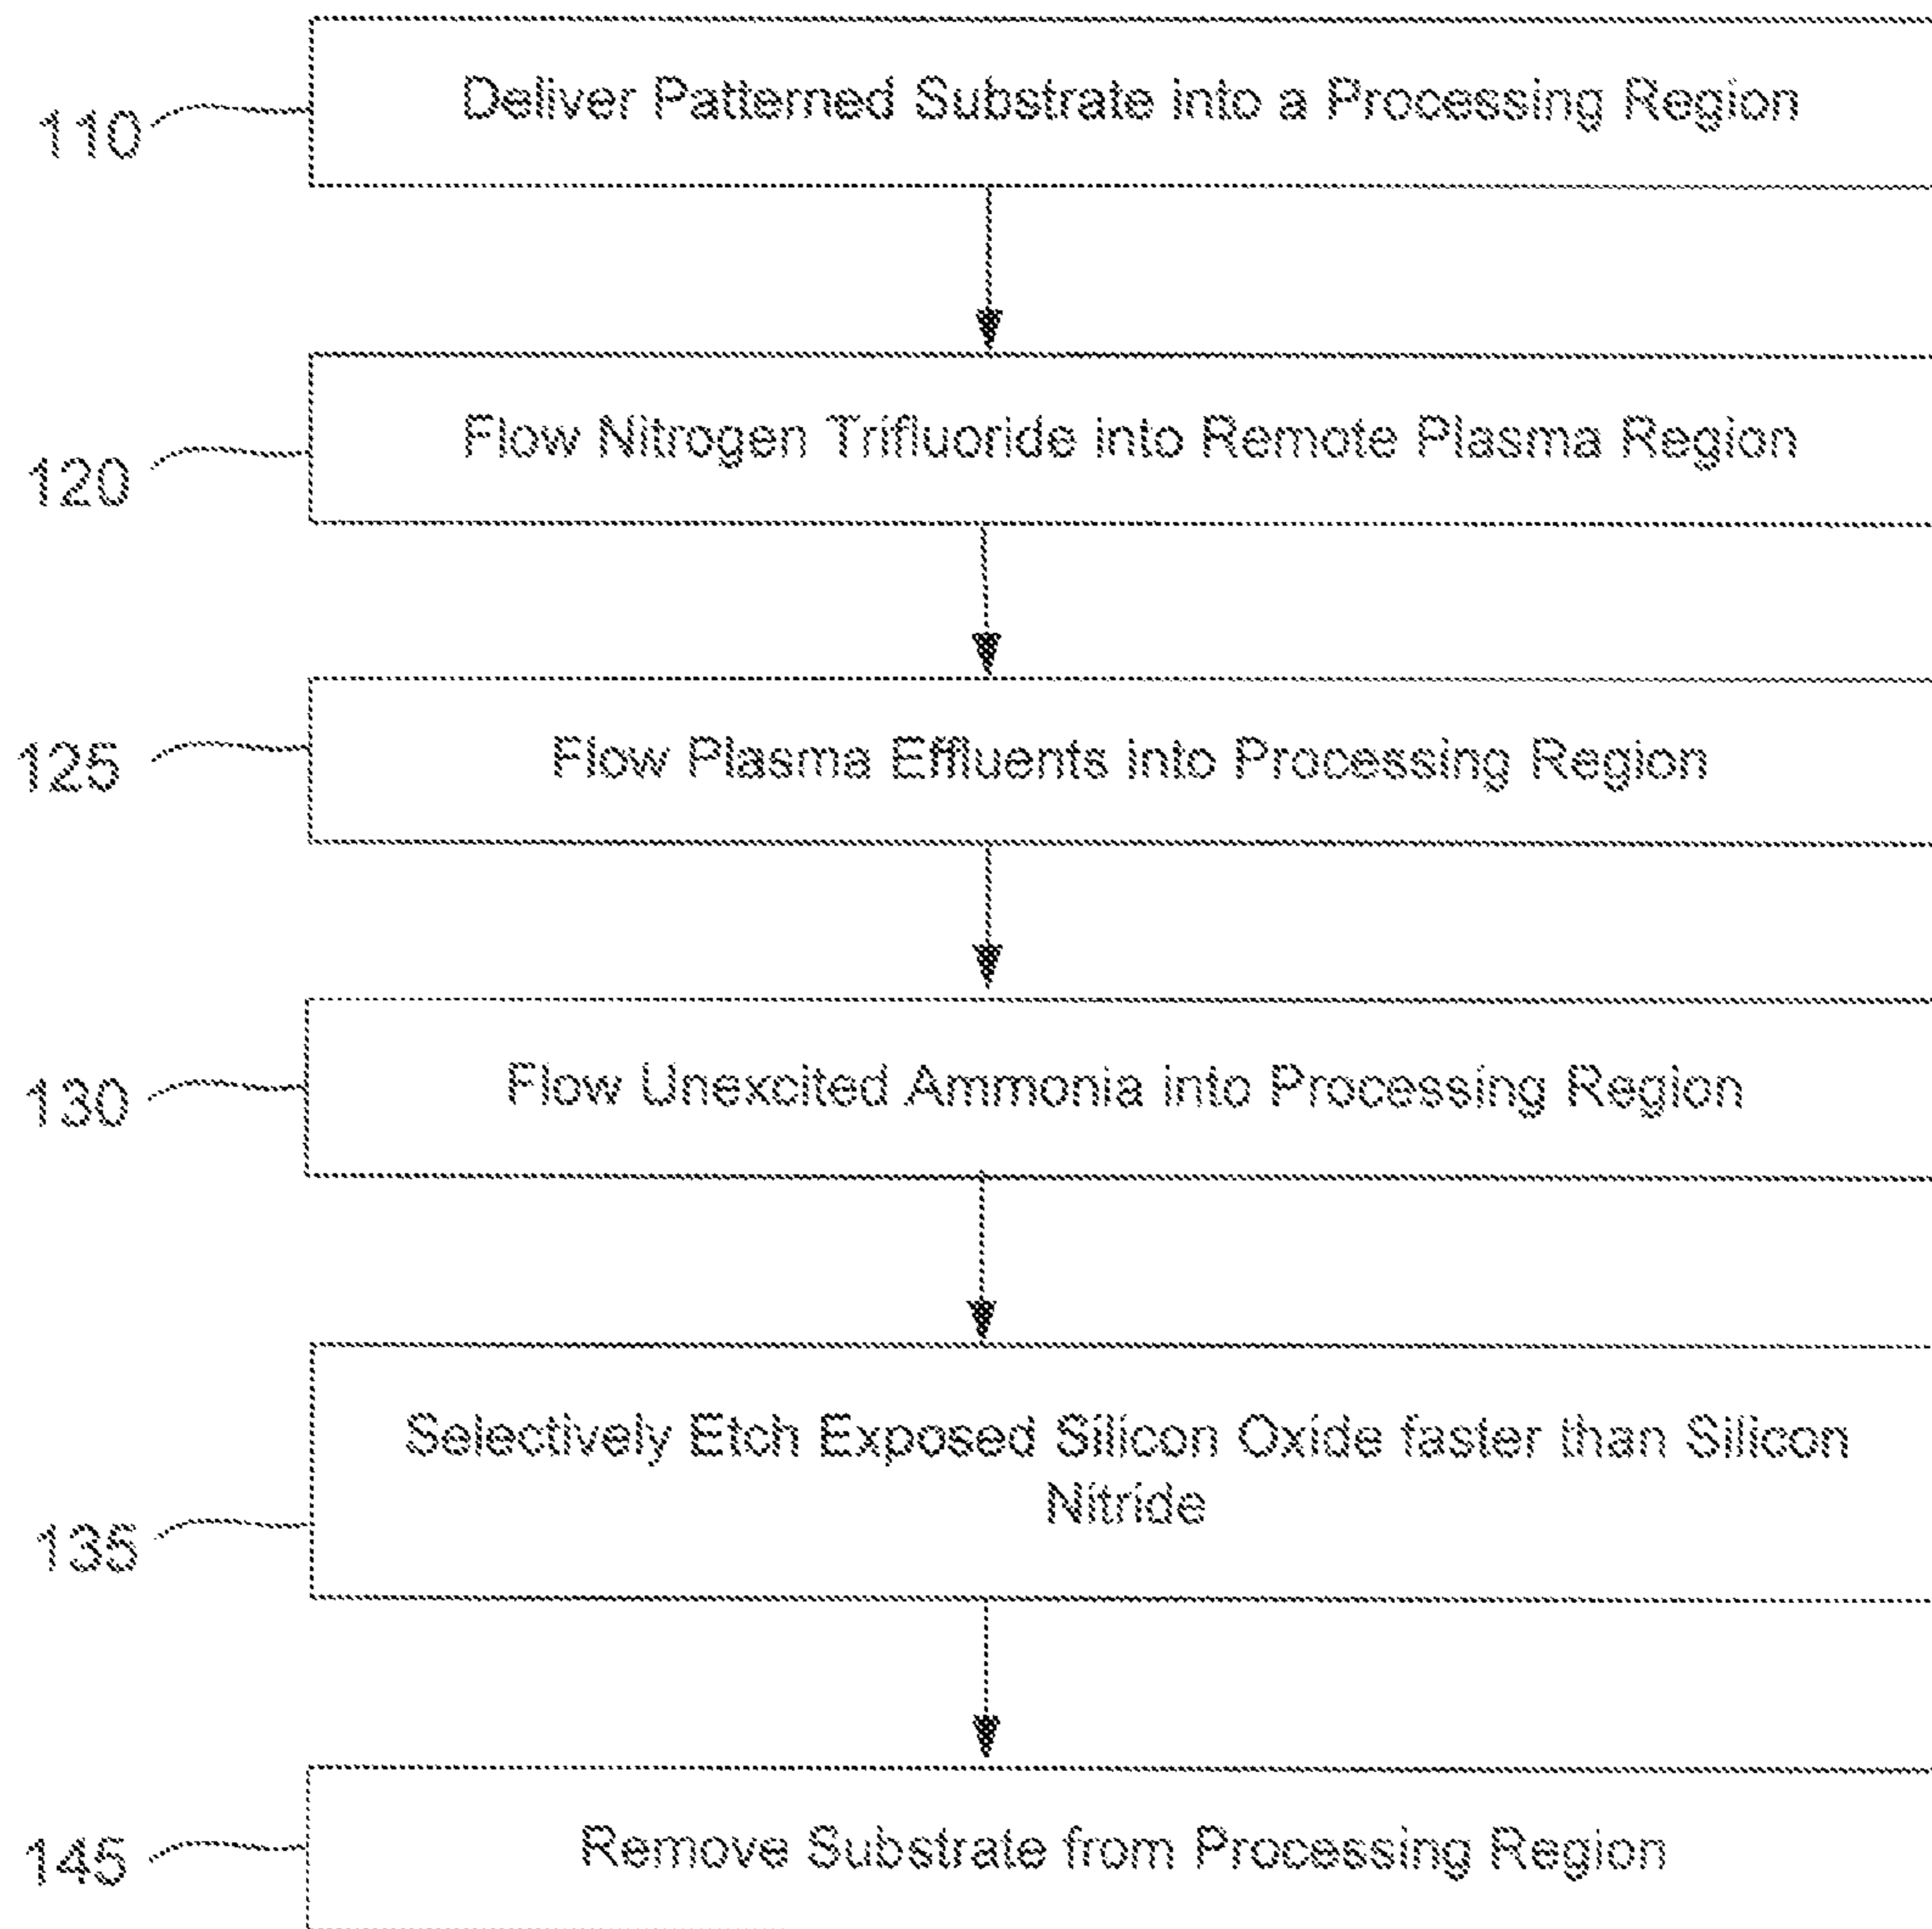 110
Deliver Patterned Substrate into a Processing Region
120
Flow Nitrogen Trifluoride into Remote Plasma Region
125
Flow Plasma Effluents into Processing Region
130
Flow Unexcited Ammonia into Processing Region
135
Selectively Etch Exposed Silicon Oxide faster than Silicon
Nitride
145
Remove Substrate from Processing Region